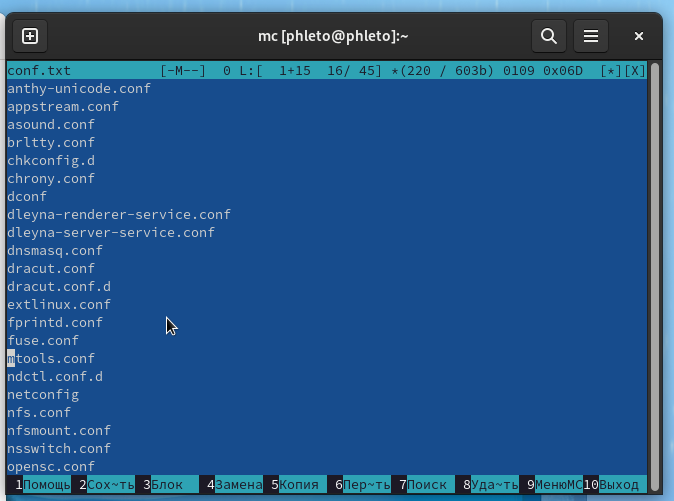 mc [phleto@phleto]:~
conf.txt [-M--] 0 L:[ 1+15 16/ 45] *(220 / 603b) 0109 0x06D [*][X]
anthy-unicode.conf
appstream.conf
asound.conf
brltty.conf
chkconfig.d
chrony.conf
dconf
dleyna-renderer-service.conf
dleyna-server-service.conf
dnsmasq.conf
dracut.conf
dracut.conf.d
extlinux.conf
fprintd.conf
fuse.conf
mtools.conf
ndctl.conf.d
netconfig
nfs.conf
nfsmount.conf
nsswitch.conf
opensc.conf
1Помощь 2Сох~ть 3Блок 4Замена 5Копия 6Пер~ть 7Поиск 8Уда~ть 9МенюMC 10Выход